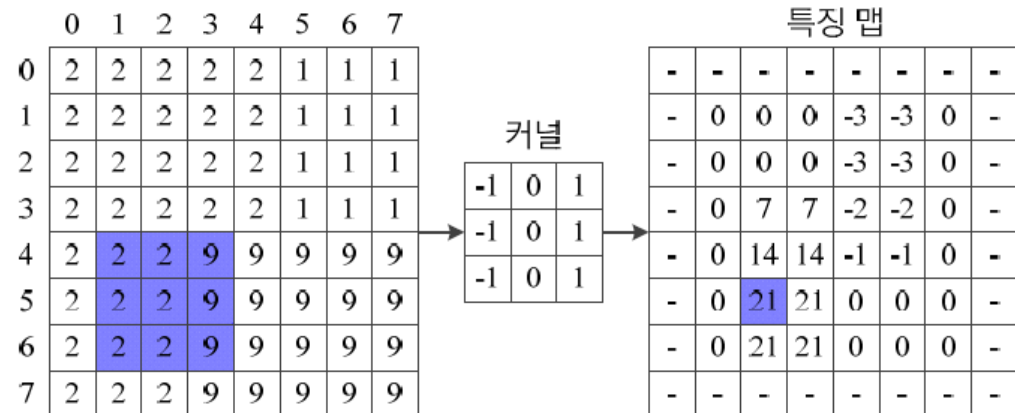 특징 맵
0 1 2 3 4 5 6 7
0 2 2 2 2 2 1 1 1 - - - - - - - -
1 2 2 2 2 2 1 1 1 - 0 0 0 -3 -3 0 -
커널
2 2 2 2 2 2 1 1 1 - 0 0 0 -3 -3 0 -
-1 0 1
3 2 2 2 2 2 1 1 1 - 0 7 7 -2 -2 0 -
-1 0 1
4 2 2 2 9 9 9 9 9 - 0 14 14 -1 -1 0 -
-1 0 1
5 2 2 2 9 9 9 9 9 - 0 21 21 0 0 0 -
6 2 2 2 9 9 9 9 9 - 0 21 21 0 0 0 -
7 2 2 2 9 9 9 9 9 - - - - - - - -